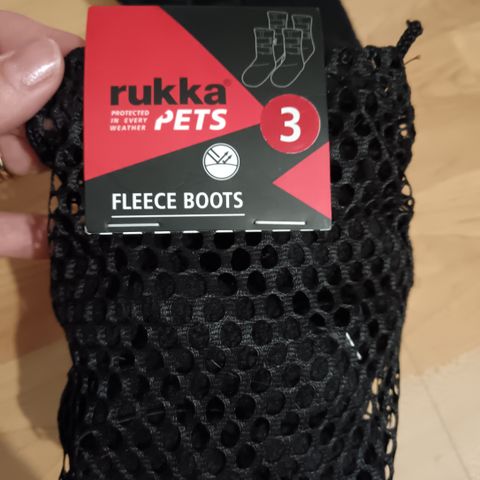 rukka®
PROTECTED
IN EVERY
WEATHER
PETS
3
FLEECE BOOTS